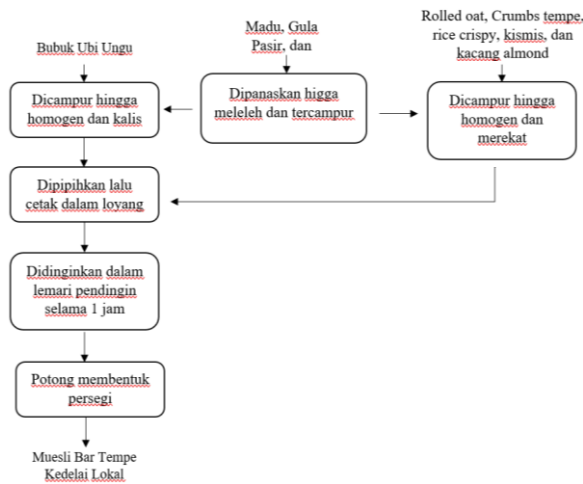 Bubuk Ubi Ungu
Madu, Gula
Pasir, dan
Rolled oat, Crumbs tempe,
rice crispy, kismis, dan
kacang almond
Dicampur hingga
homogen dan kalis
Dipanaskan higga
meleleh dan tercampur
Dicampur hingga
homogen dan
merekat
Dipipihkan lalu
cetak dalam loyang
Didinginkan dalam
lemari pendingin
selama 1 jam
Potong membentuk
persegi
Muesli Bar Tempe
Kedelai Lokal